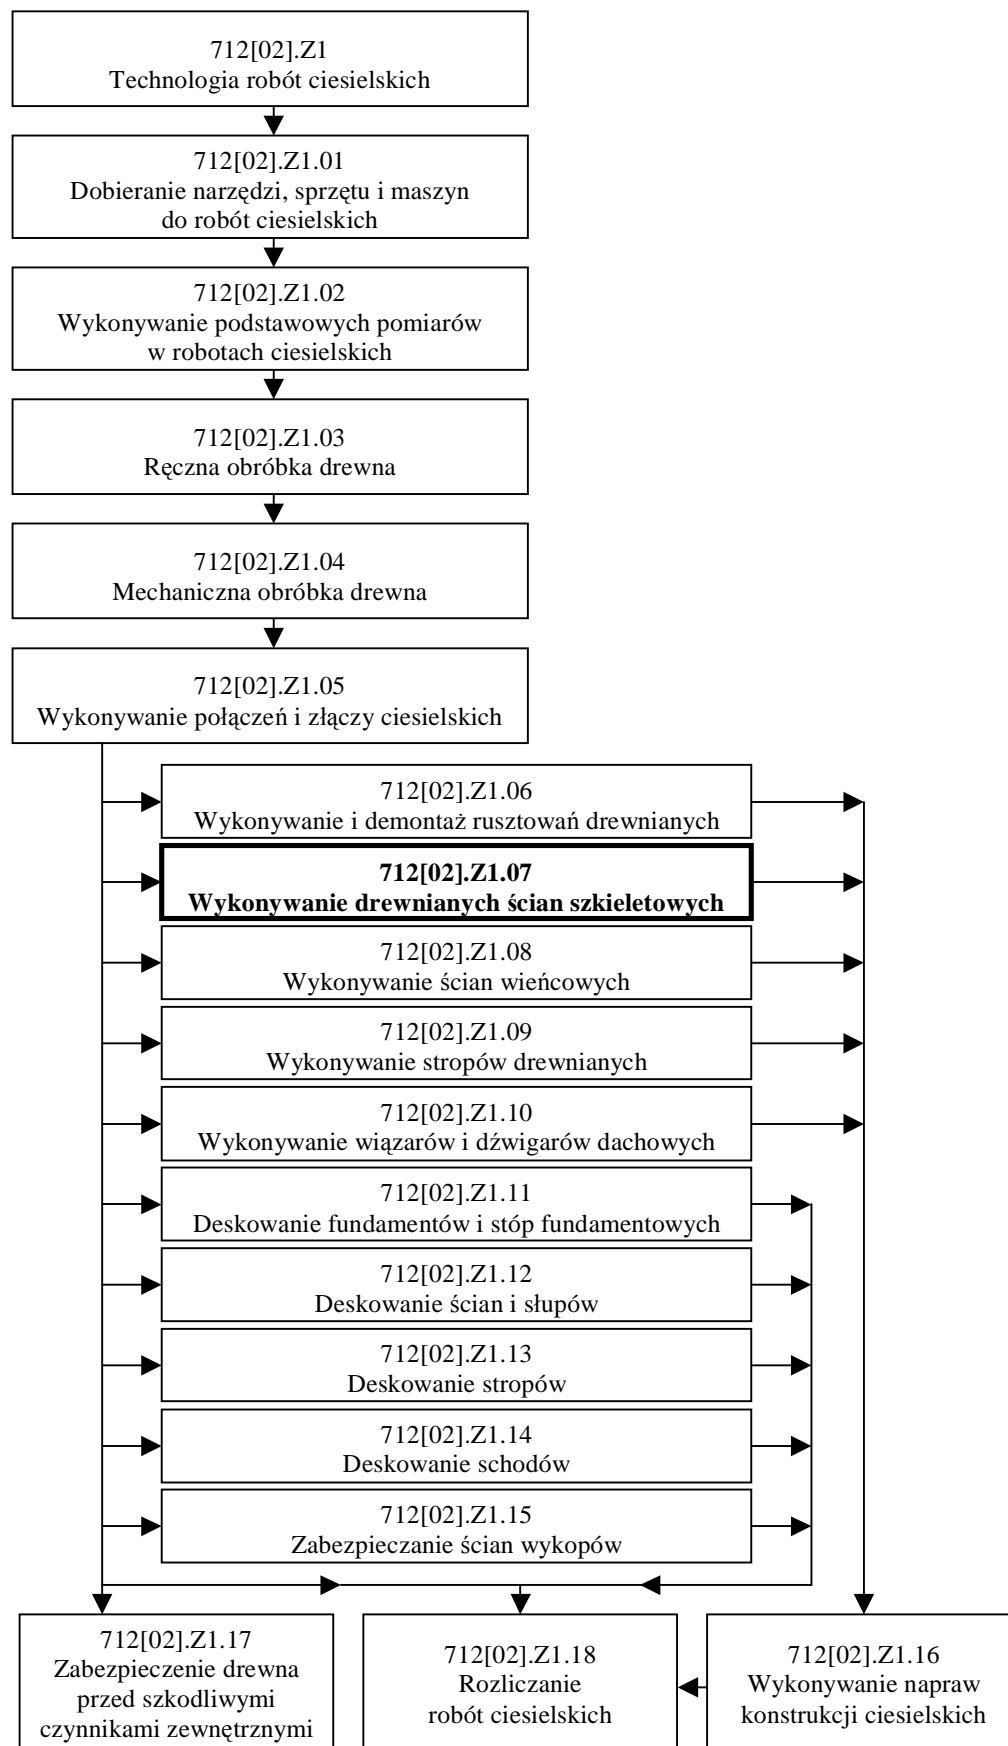 712[02].Z1
Technologia robót ciesielskich
712[02].Z1.01
Dobieranie narzędzi, sprzętu i maszyn
do robót ciesielskich
712[02].Z1.02
Wykonywanie podstawowych pomiarów
w robotach ciesielskich
712[02].Z1.03
Ręczna obróbka drewna
712[02].Z1.04
Mechaniczna obróbka drewna
712[02].Z1.05
Wykonywanie połączeń i złączy ciesielskich
712[02].Z1.06
Wykonywanie i demontaż rusztowań drewnianych
712[02].Z1.07
Wykonywanie drewnianych ścian szkieletowych
712[02].Z1.08
Wykonywanie ścian wieńcowych
712[02].Z1.09
Wykonywanie stropów drewnianych
712[02].Z1.10
Wykonywanie wiązarów i dźwigarów dachowych
712[02].Z1.11
Deskowanie fundamentów i stóp fundamentowych
712[02].Z1.12
Deskowanie ścian i słupów
712[02].Z1.13
Deskowanie stropów
712[02].Z1.14
Deskowanie schodów
712[02].Z1.15
Zabezpieczanie ścian wykopów
712[02].Z1.17
Zabezpieczenie drewna
przed szkodliwymi
czynnikami zewnętrznymi
712[02].Z1.18
Rozliczanie
robót ciesielskich
712[02].Z1.16
Wykonywanie napraw
konstrukcji ciesielskich